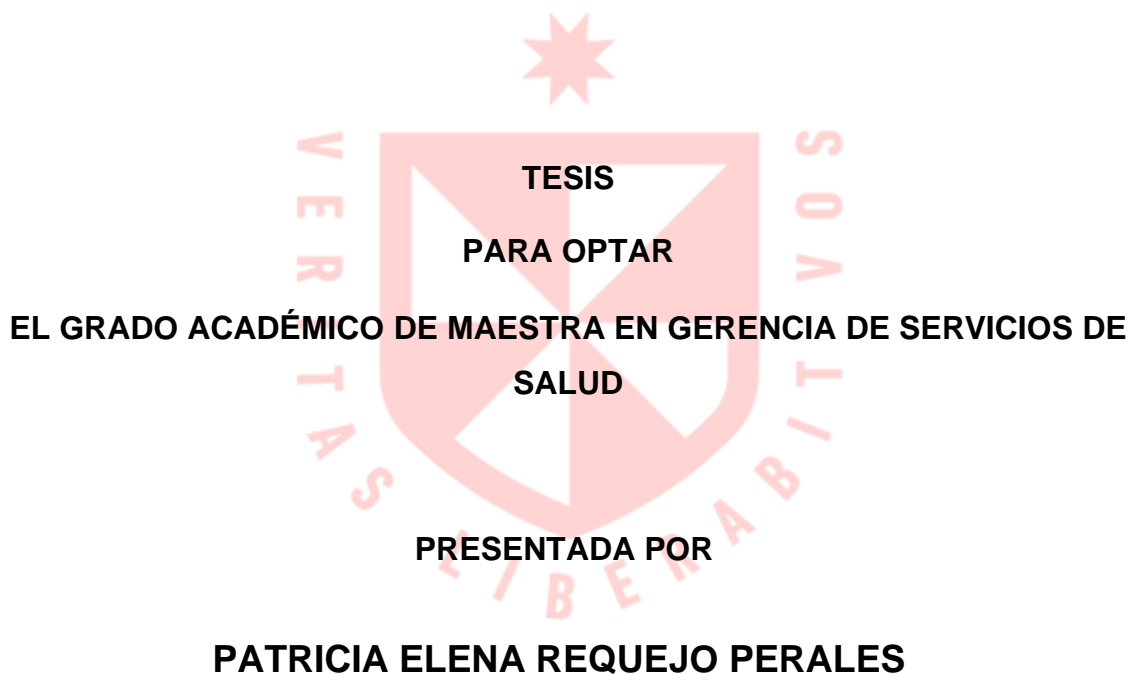 TESIS
PARA OPTAR
EL GRADO ACADÉMICO DE MAESTRA EN GERENCIA DE SERVICIOS DE
SALUD
PRESENTADA POR
PATRICIA ELENA REQUEJO PERALES
VERITAS LIBERABIT VOS